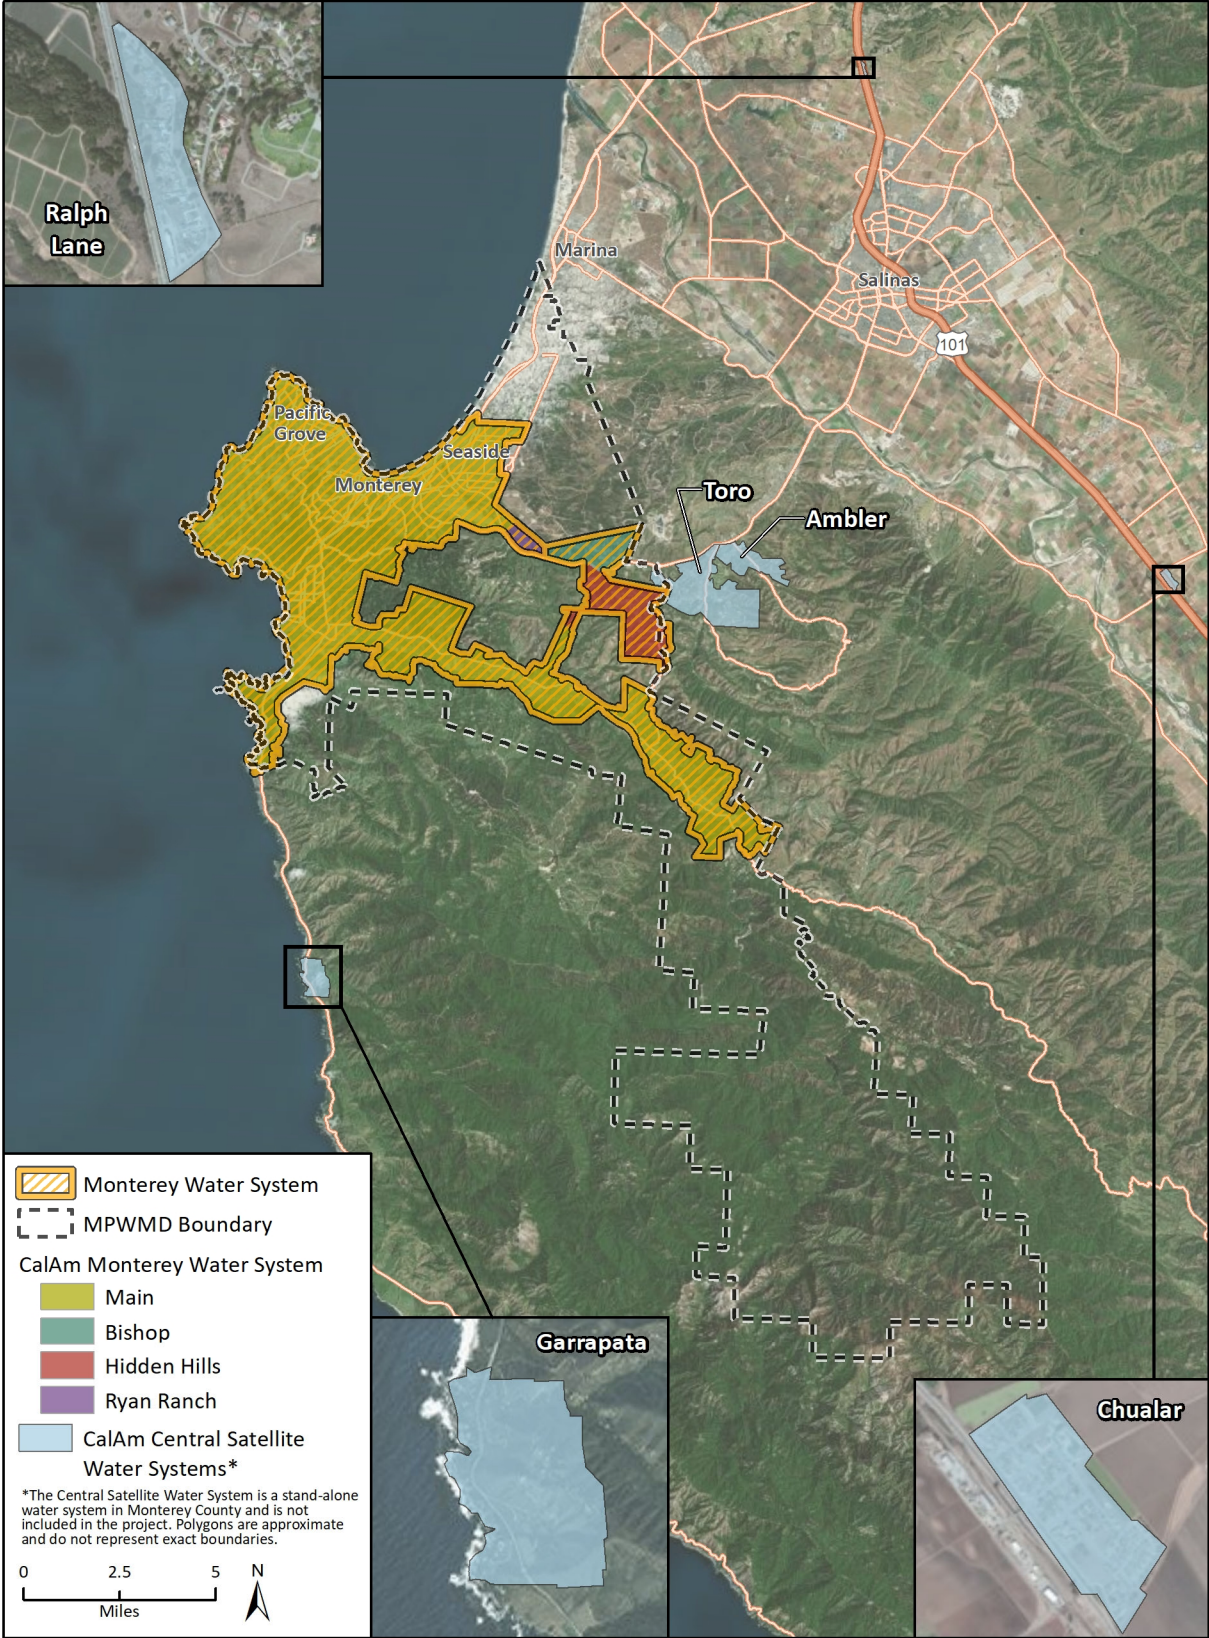 Ralph
Lane
Marina
Salinas
101
Pacific
Grove
Seaside
Monterey
Toro
Ambler
Monterey Water System
MPWMD Boundary
CalAm Monterey Water System
Main
Bishop
Hidden Hills
Ryan Ranch
CalAm Central Satellite
Water Systems*
*The Central Satellite Water System is a stand-alone
water system in Monterey County and is not
included in the project. Polygons are approximate
and do not represent exact boundaries.
0 2.5 5
Miles
N
Garrapata
Chualar